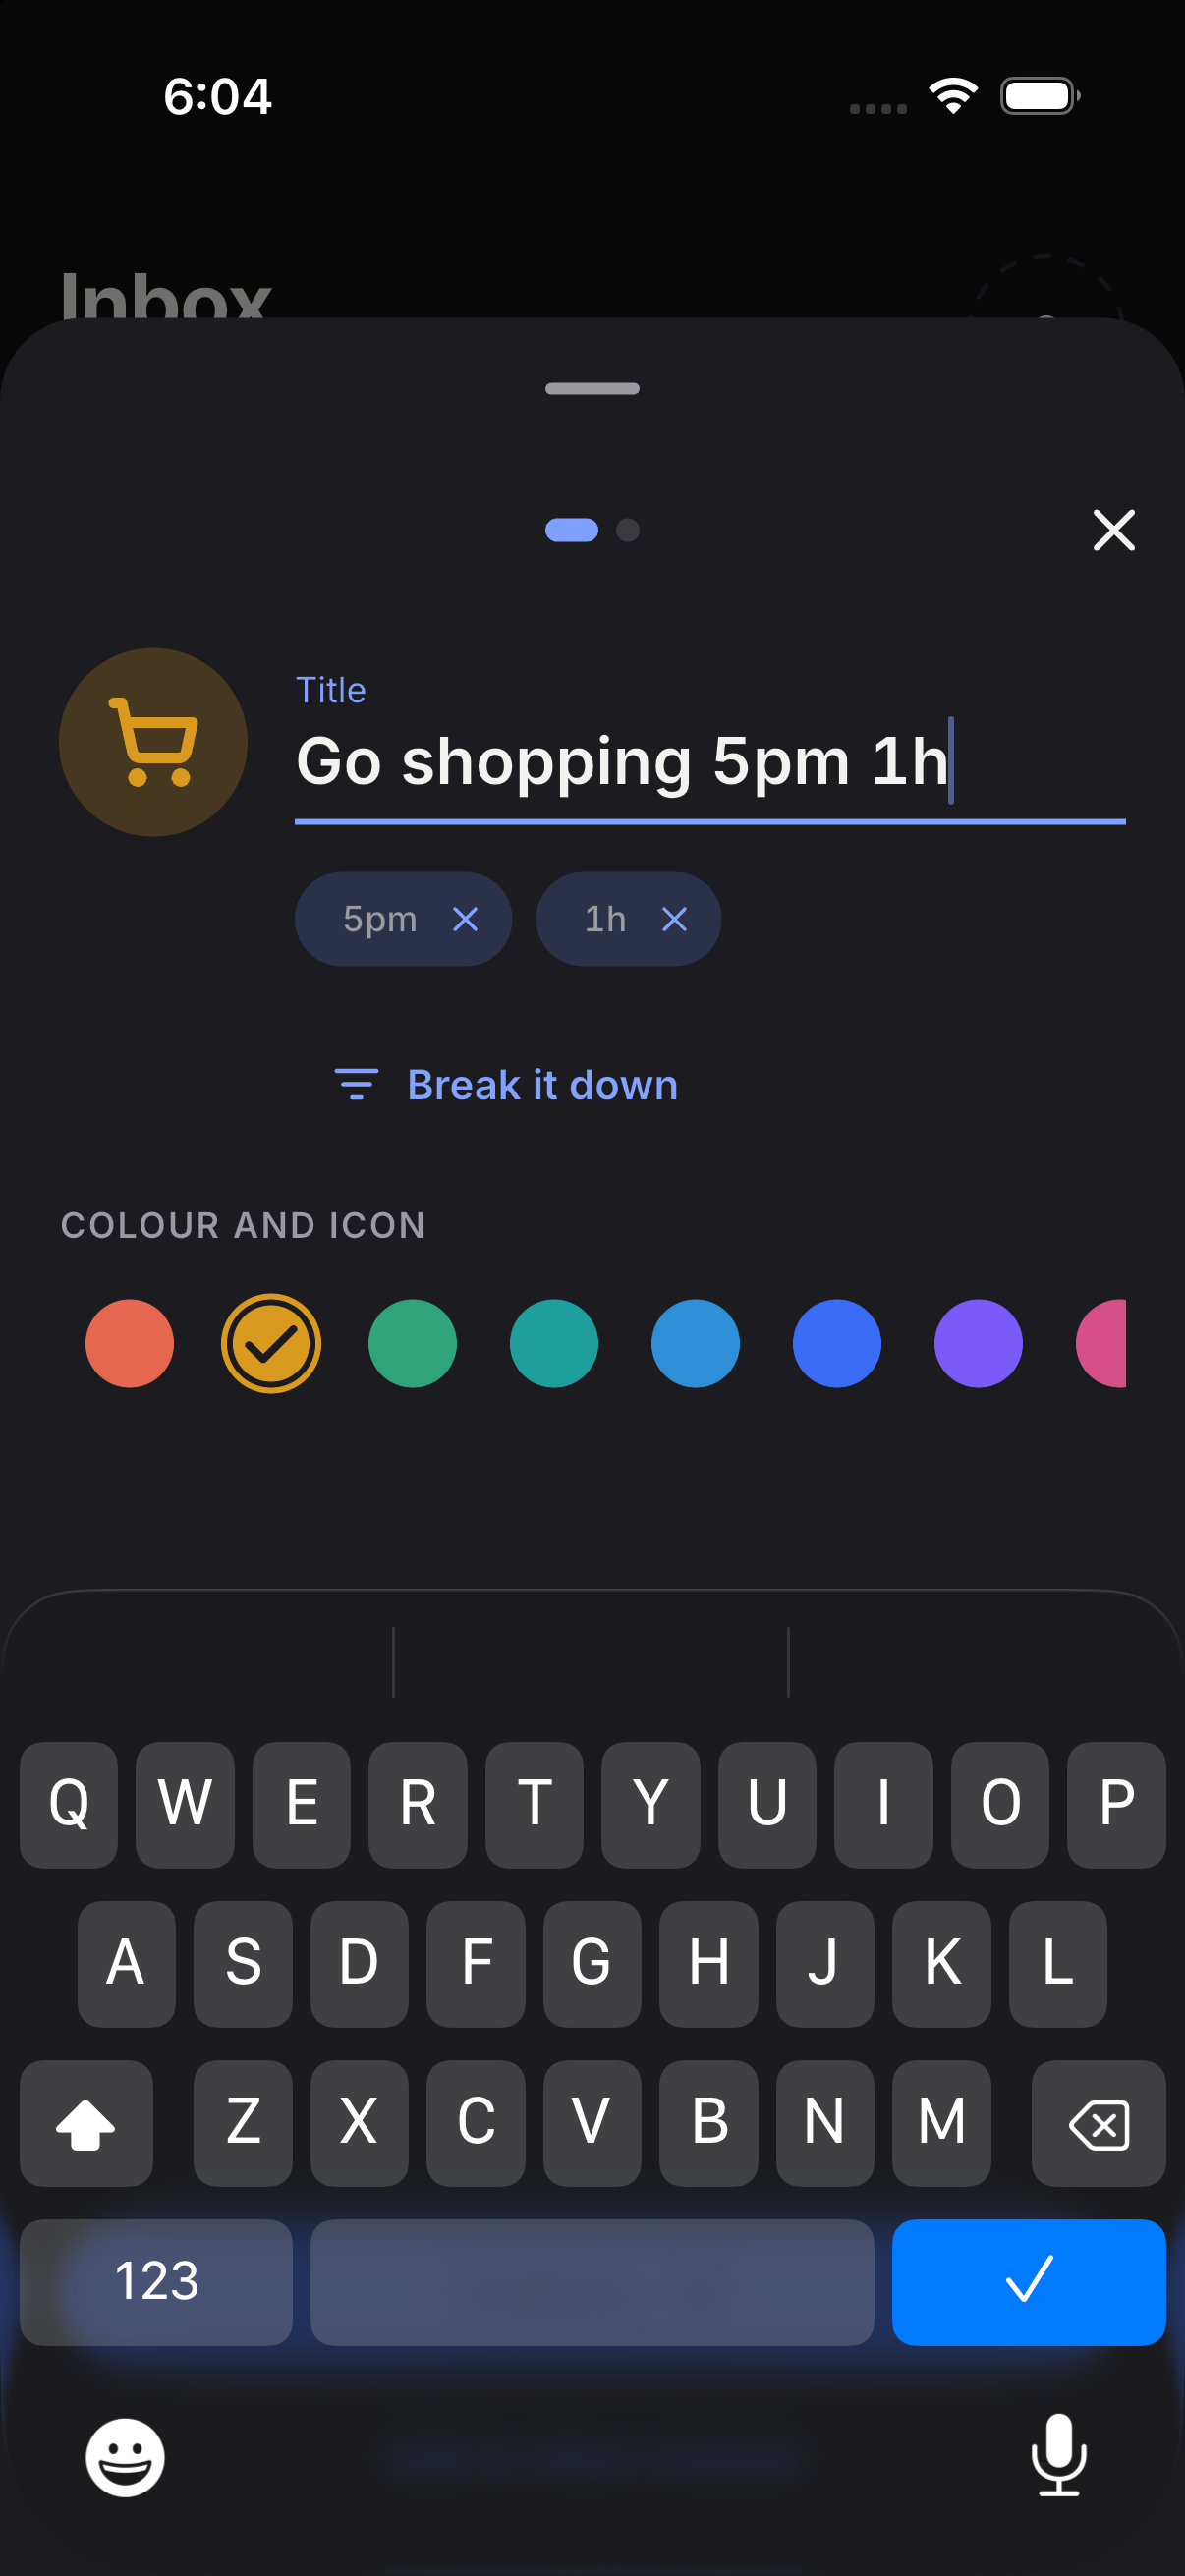 6:04
Inbox
Title
Go shopping 5pm 1h
5pm
1h
Break it down
COLOUR AND ICON
Q W E R T Y U I O P
A S D F G H J K L
Z X C V B N M
123